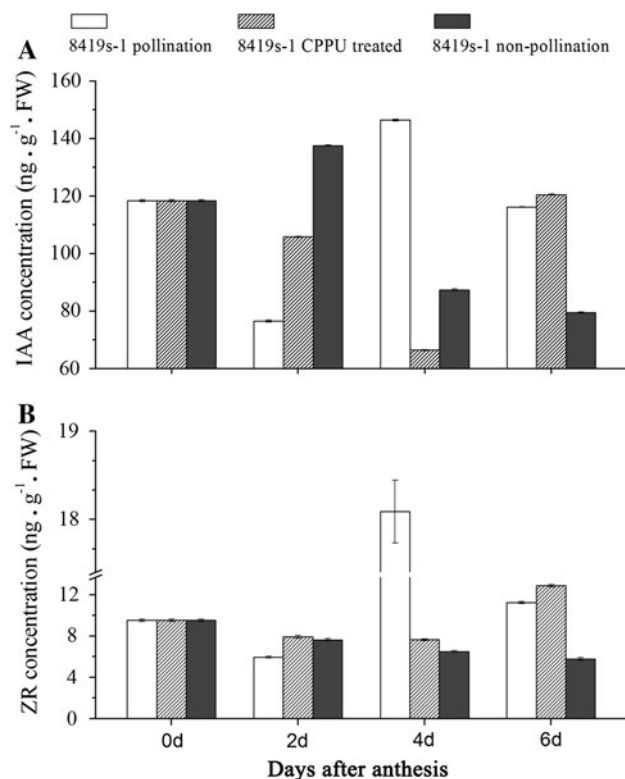 8419s-1 pollination 8419s-1 CPPU treated 8419s-1 non-pollination
A
IAA concentration (ng . g-1. FW)
160
140
120
100
80
60
B
ZR concentration (ng . g-1. FW)
19
18
12
8
4
0
0d 2d 4d 6d
Days after anthesis